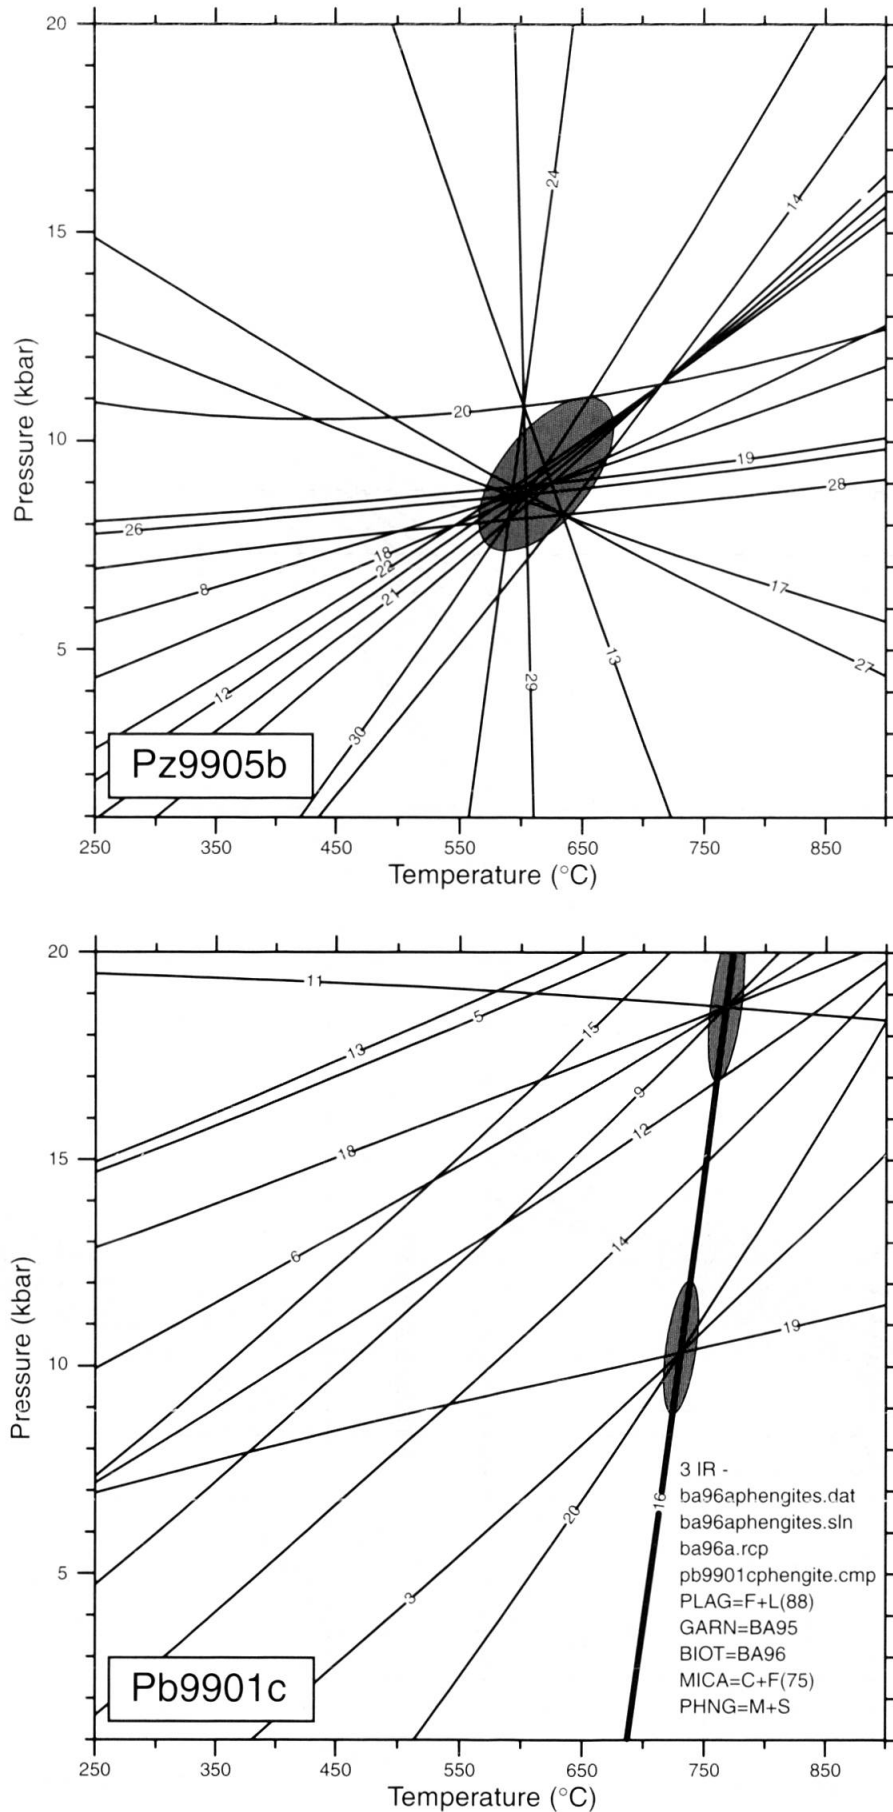 20
15
10
5
Pressure (kbar)
24
14
20
19
28
26
18
22
21
8
12
30
17
27
13
29
Pz9905b
250 350 450 550 650 750 850
Temperature (°C)
20
15
10
5
Pressure (kbar)
11
5
13
15
18
9
12
6
14
19
20
16
3
3 IR -
ba96aphengites.dat
ba96aphengites.sln
ba96a.rcp
pb9901cphengite.cmp
PLAG=F+L(88)
GARN=BA95
BIOT=BA96
MICA=C+F(75)
PHNG=M+S
Pb9901c
250 350 450 550 650 750 850
Temperature (°C)